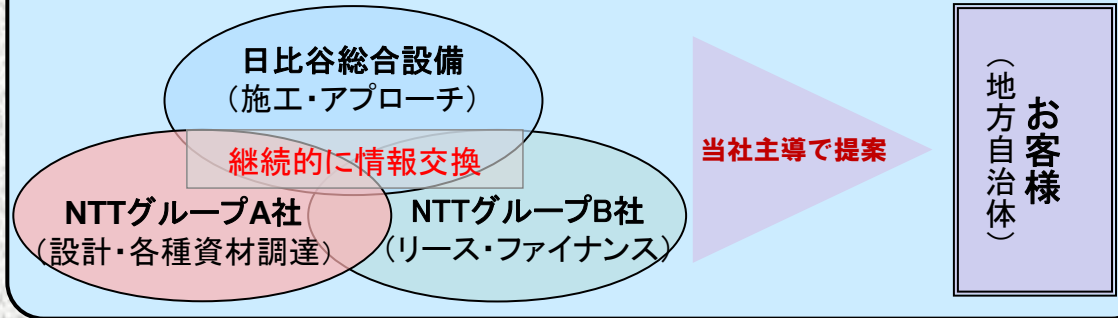 日比谷総合設備
（施工・アプローチ）
継続的に情報交換
NTTグループA社
（設計・各種資材調達）
NTTグループB社
（リース・ファイナンス）
当社主導で提案
お客様
（地方自治体）